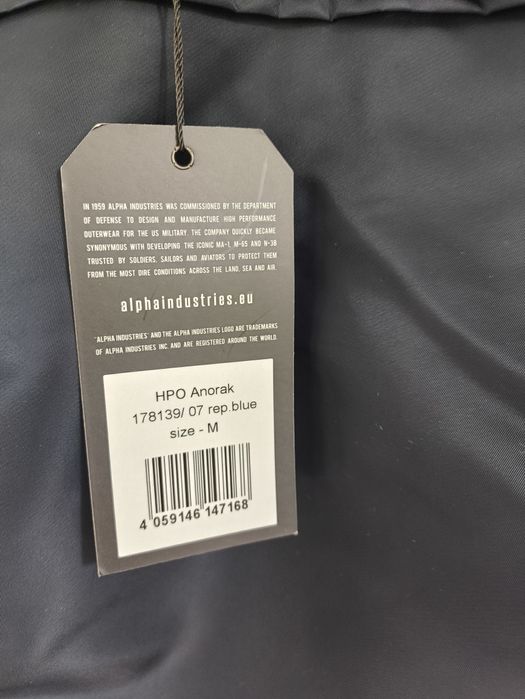 IN 1959 ALPHA INDUSTRIES WAS COMMISSIONED BY THE DEPARTMENT
OF DEFENSE TO DESIGN AND MANUFACTURE HIGH PERFORMANCE
OUTERWEAR FOR THE US MILITARY. THE COMPANY QUICKLY BECAME
SYNONYMOUS WITH DEVELOPING THE ICONIC MA-1, M-65 AND N-3B
TRUSTED BY SOLDIERS, SAILORS AND AVIATORS TO PROTECT THEM
FROM THE MOST DIRE CONDITIONS ACROSS THE LAND, SEA AND AIR.
alphaindustries.eu
"ALPHA INDUSTRIES" AND THE ALPHA INDUSTRIES LOGO ARE TRADEMARKS
OF ALPHA INDUSTRIES INC. AND ARE REGISTERED AROUND THE WORLD.
HPO Anorak
178139/ 07 rep.blue
size - M
4 059146 147168